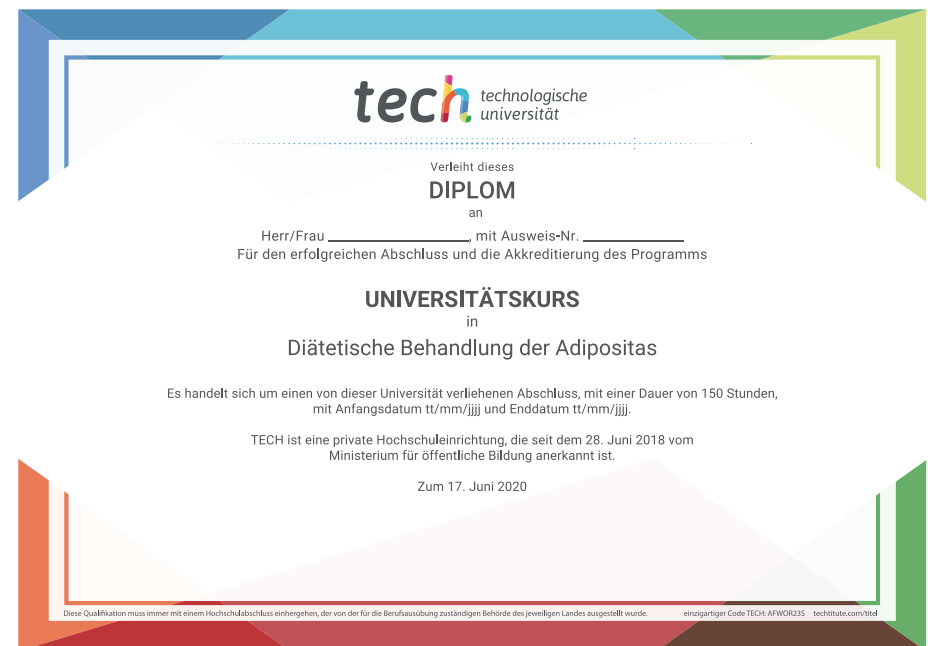 tech technologische
universität
Verleiht dieses
DIPLOM
an
Herr/Frau ____________________, mit Ausweis-Nr. ______________
Für den erfolgreichen Abschluss und die Akkreditierung des Programms
UNIVERSITÄTSKURS
in
Diätetische Behandlung der Adipositas
Es handelt sich um einen von dieser Universität verliehenen Abschluss, mit einer Dauer von 150 Stunden,
mit Anfangsdatum tt/mm/jjjj und Enddatum tt/mm/jjjj.
TECH ist eine private Hochschuleinrichtung, die seit dem 28. Juni 2018 vom
Ministerium für öffentliche Bildung anerkannt ist.
Zum 17. Juni 2020
Diese Qualifikation muss immer mit einem Hochschulabschluss einhergehen, der von der für die Berufsausübung zuständigen Behörde des jeweiligen Landes ausgestellt wurde. einzigartiger Code TECH: AFWOR23S techtitute.com/titel